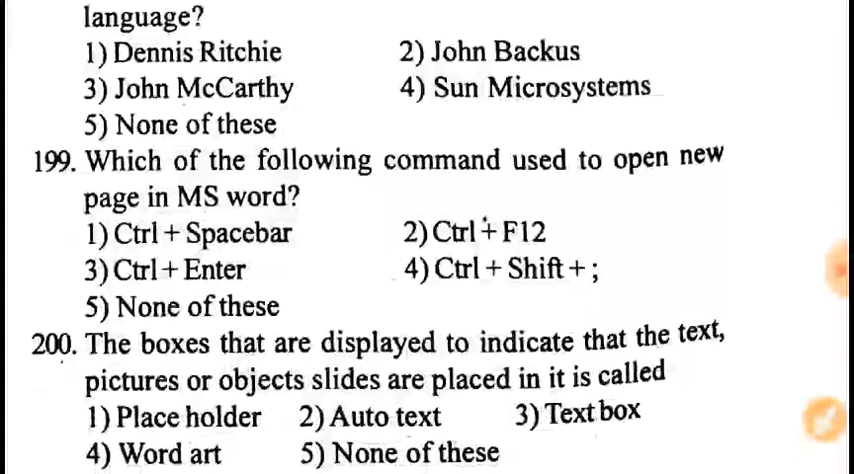 language?
1) Dennis Ritchie 2) John Backus
3) John McCarthy 4) Sun Microsystems
5) None of these
199. Which of the following command used to open new
page in MS word?
1) Ctrl + Spacebar 2) Ctrl + F12
3) Ctrl + Enter 4) Ctrl + Shift + ;
5) None of these
200. The boxes that are displayed to indicate that the text,
pictures or objects slides are placed in it is called
1) Place holder 2) Auto text 3) Text box
4) Word art 5) None of these